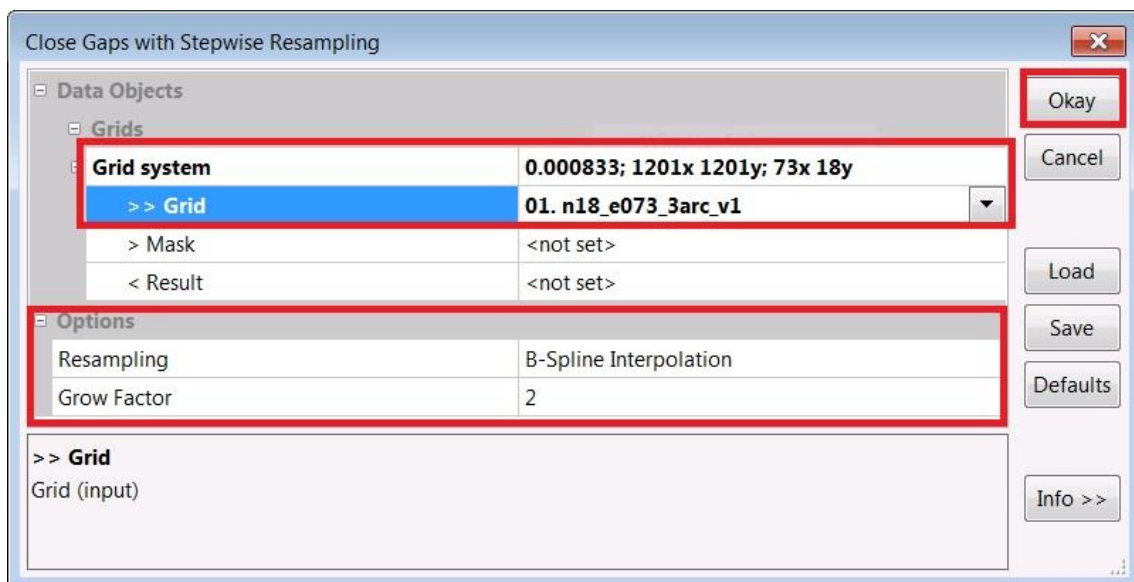 Close Gaps with Stepwise Resampling
Data Objects
Grids
Grid system 0.000833; 1201x 1201y; 73x 18y
>> Grid 01. n18_e073_3arc_v1
> Mask <not set>
< Result <not set>
Options
Resampling B-Spline Interpolation
Grow Factor 2
>> Grid
Grid (input)
Okay
Cancel
Load
Save
Defaults
Info >>